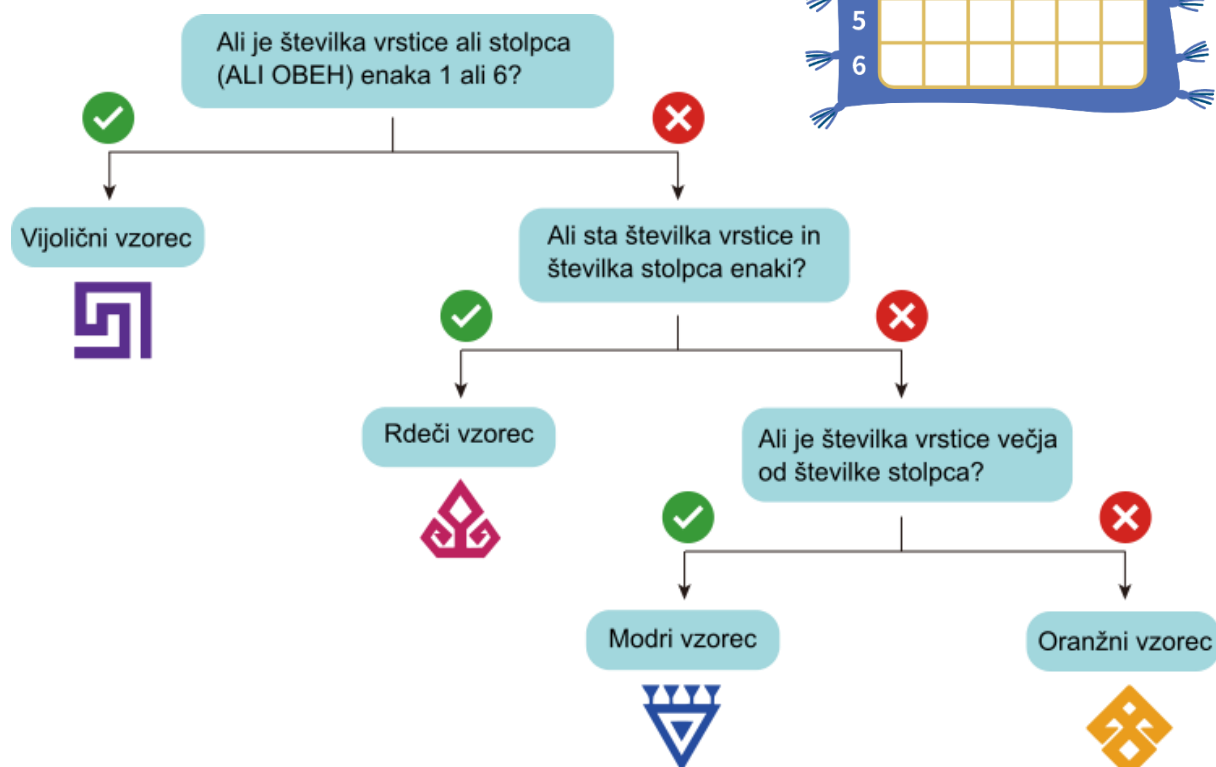 5
6
Ali je številka vrstice ali stolpca
(ALI OBEH) enaka 1 ali 6?
Vijolični vzorec
Ali sta številka vrstice in
številka stolpca enaki?
Rdeči vzorec
Ali je številka vrstice večja
od številke stolpca?
Modri vzorec
Oranžni vzorec